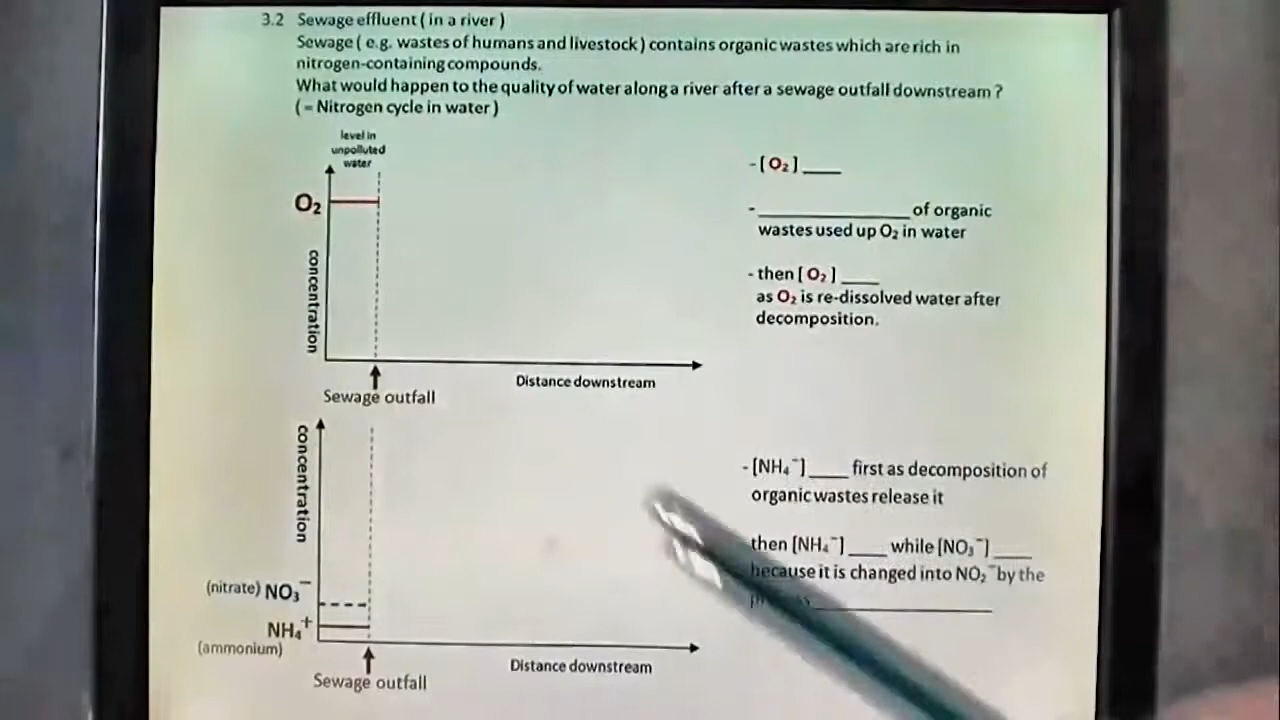 3.2 Sewage effluent ( in a river )
Sewage ( e.g. wastes of humans and livestock ) contains organic wastes which are rich in
nitrogen-containing compounds.
What would happen to the quality of water along a river after a sewage outfall downstream ?
( = Nitrogen cycle in water )
level in
unpolluted
water
O₂
concentration
Distance downstream
Sewage outfall
- [ O₂ ] ____
- ______________ of organic
wastes used up O₂ in water
- then [ O₂ ] ____
as O₂ is re-dissolved water after
decomposition.
concentration
(nitrate) NO₃⁻
NH₄⁺
(ammonium)
Distance downstream
Sewage outfall
- [NH₄⁻] ____ first as decomposition of
organic wastes release it
then [NH₄⁻] ____ while [NO₃⁻] ____
because it is changed into NO₂⁻ by the